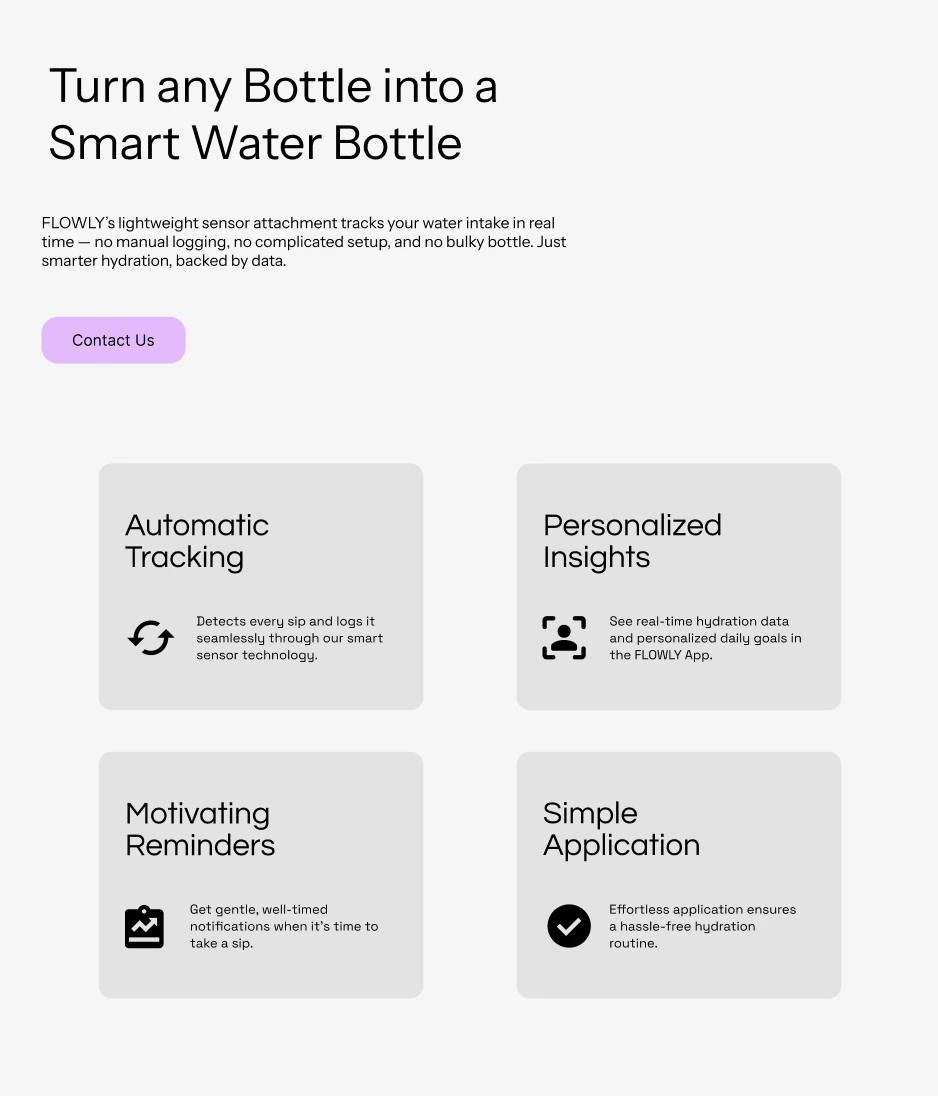 Turn any Bottle into a
Smart Water Bottle
FLOWLY’s lightweight sensor attachment tracks your water intake in real
time — no manual logging, no complicated setup, and no bulky bottle. Just
smarter hydration, backed by data.
Contact Us
Automatic
Tracking
Detects every sip and logs it
seamlessly through our smart
sensor technology.
Personalized
Insights
See real-time hydration data
and personalized daily goals in
the FLOWLY App.
Motivating
Reminders
Get gentle, well-timed
notifications when it’s time to
take a sip.
Simple
Application
Effortless application ensures
a hassle-free hydration
routine.